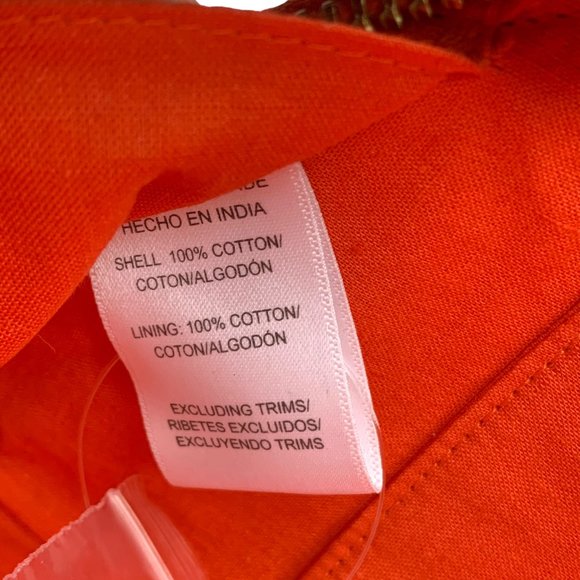 HECHO EN INDIA
SHELL 100% COTTON/
COTON/ALGODÓN
LINING: 100% COTTON/
COTON/ALGODÓN
EXCLUDING TRIMS/
RIBETES EXCLUIDOS/
EXCLUYENDO TRIMS